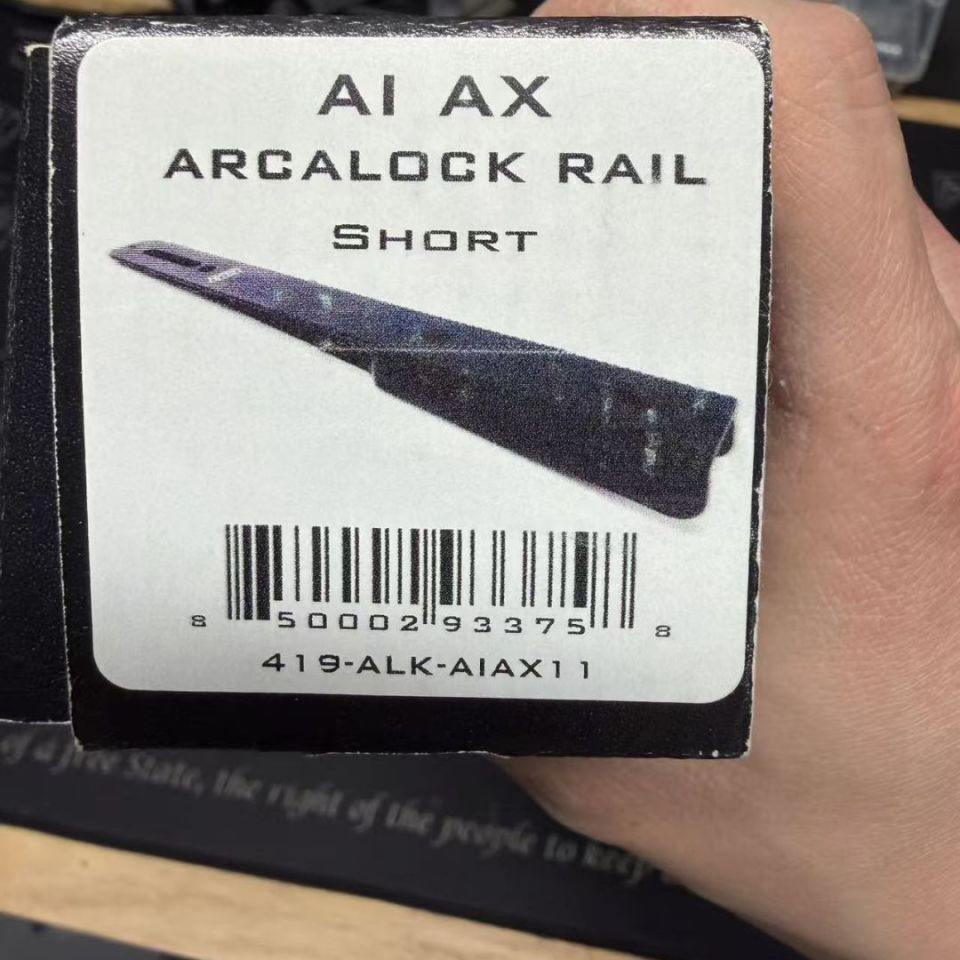 AI AX
ARCALOCK RAIL
SHORT
8 50002 93375 8
419-ALK-AIAX11
of a free State, the right of the people to keep